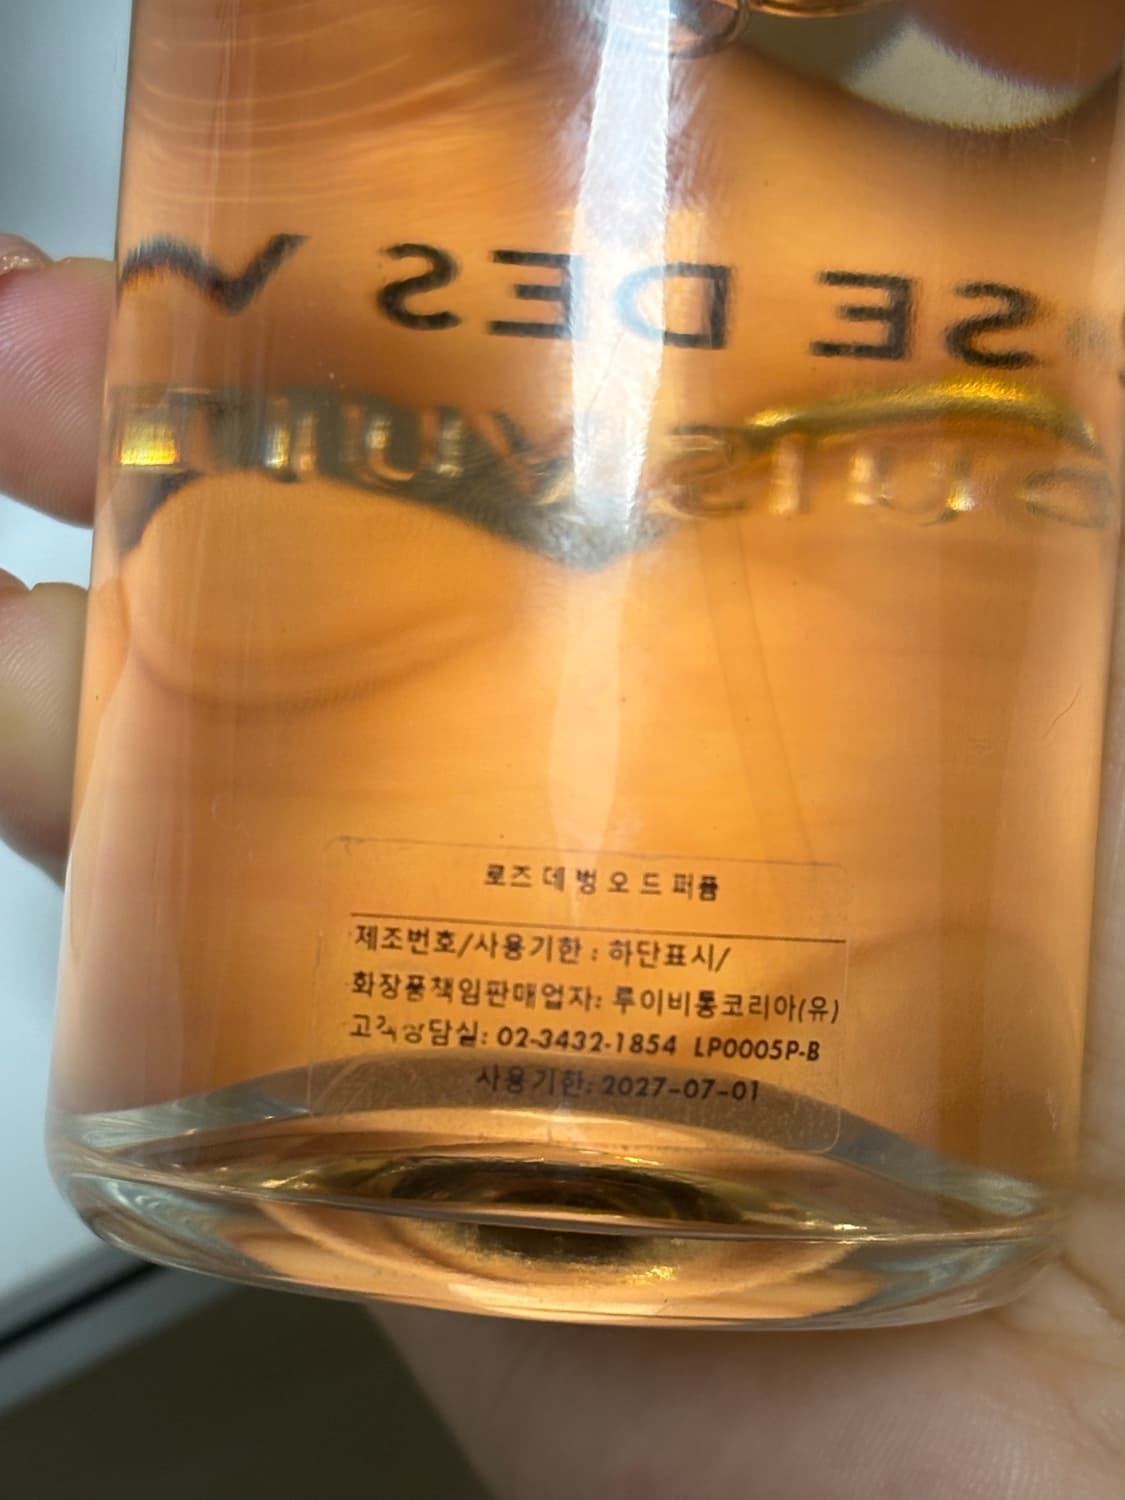 SE DES V
OUIS VUITT
로즈 데 벙 오 드 퍼퓸
제조번호/사용기한 : 하단표시/
화장품책임판매업자: 루이비통코리아(유)
고객상담실: 02-3432-1854 LP0005P-B
사용기한: 2027-07-01